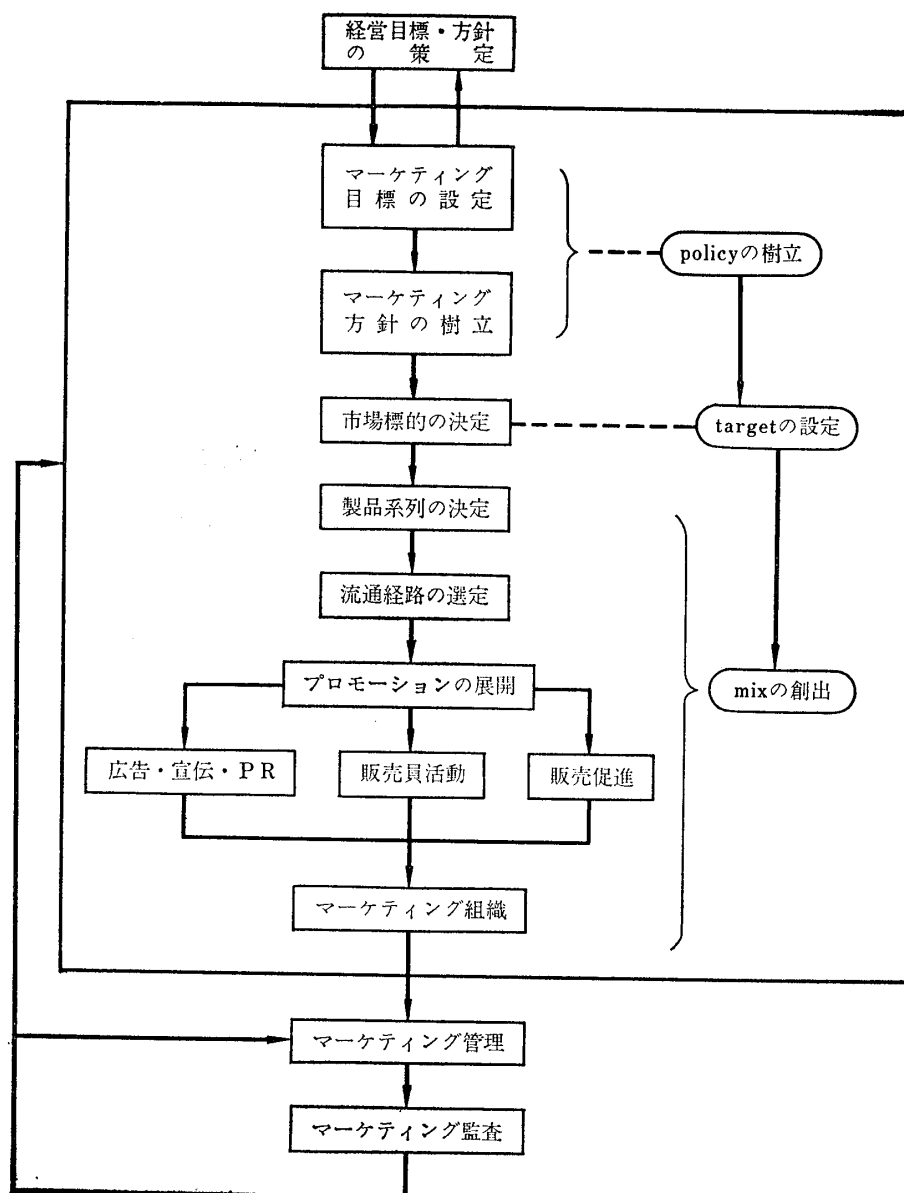 経営目標・方針
の策定
マーケティング
目標の設定
policyの樹立
マーケティング
方針の樹立
市場標的の決定
targetの設定
製品系列の決定
流通経路の選定
プロモーションの展開
mixの創出
広告・宣伝・PR
販売員活動
販売促進
マーケティング組織
マーケティング管理
マーケティング監査